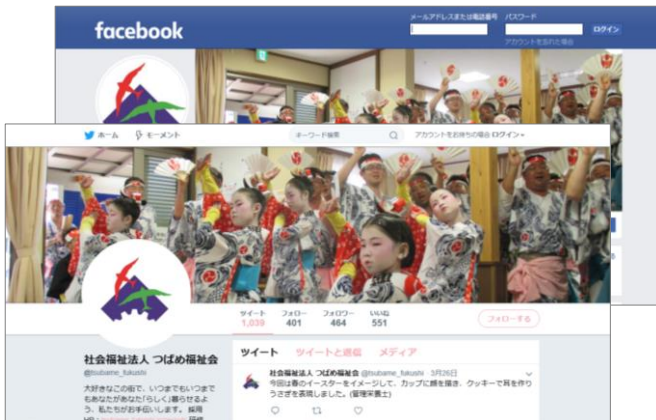 facebook
メールアドレスまたは電話番号 パスワード
ログイン
アカウントを忘れた場合
ホーム モーメント キーワード検索 アカウントをお持ちの場合 ログイン
ツイート フォロー フォロワー いいね
1,039 401 464 551
フォローする
社会福祉法人 つばめ福祉会
@tsubame_fukushi
大好きなこの街で、いつまでもいつまで
もあなたがあなた「らしく」暮らせるよ
う、私たちがお手伝いします。 採用
ツイート ツイートと返信 メディア
社会福祉法人 つばめ福祉会 @tsubame_fukushi · 3月26日
今回は春のイースターをイメージして、カップに顔を描き、クッキーで耳を作り
うさぎを表現しました。(管理栄養士)